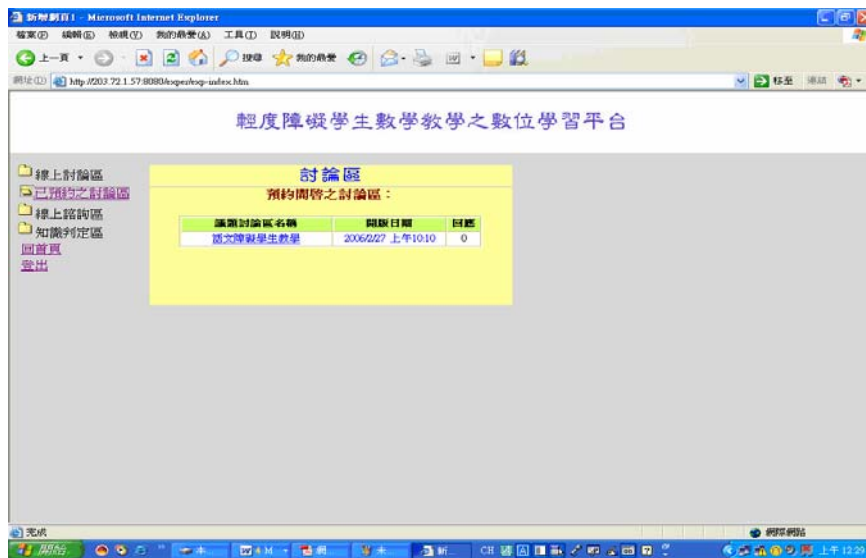 新增網頁1 - Microsoft Internet Explorer
檔案(F) 編輯(E) 檢視(V) 我的最愛(A) 工具(T) 說明(H)
上一頁 搜尋 我的最愛
網址(D) http://203.72.1.57:8080/exper/exp-index.htm 移至 連結
輕度障礙學生數學教學之數位學習平台
線上討論區
已預約之討論區
線上諮詢區
知識判定區
回首頁
登出
討論區
預約開啓之討論區：
議題討論區名稱 開版日期 回應
語文障礙學生教學 2006/2/27 上午10:10 0
完成 網際網路
開始 CH 上午 12:23